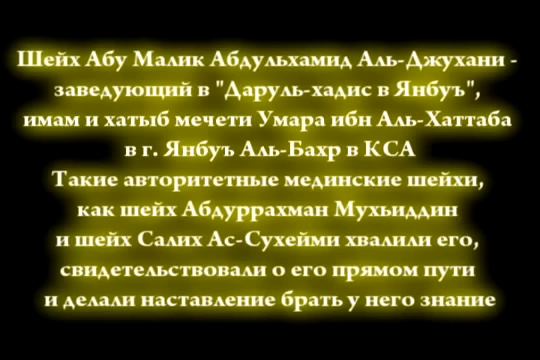 Шейх Абу Малик Абдульхамид Аль-Джухани -
заведующий в "Даруль-хадис в Янбуъ",
имам и хатыб мечети Умара ибн Аль-Хаттаба
в г. Янбуъ Аль-Бахр в КСА
Такие авторитетные мединские шейхи,
как шейх Абдуррахман Мухьиддин
и шейх Салих Ас-Сухейми хвалили его,
свидетельствовали о его прямом пути
и делали наставление брать у него знание